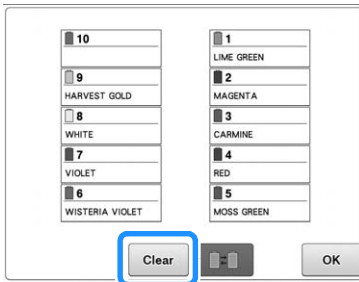 10
1
LIME GREEN
9
HARVEST GOLD
2
MAGENTA
8
WHITE
3
CARMINE
7
VIOLET
4
RED
6
WISTERIA VIOLET
5
MOSS GREEN
Clear
OK